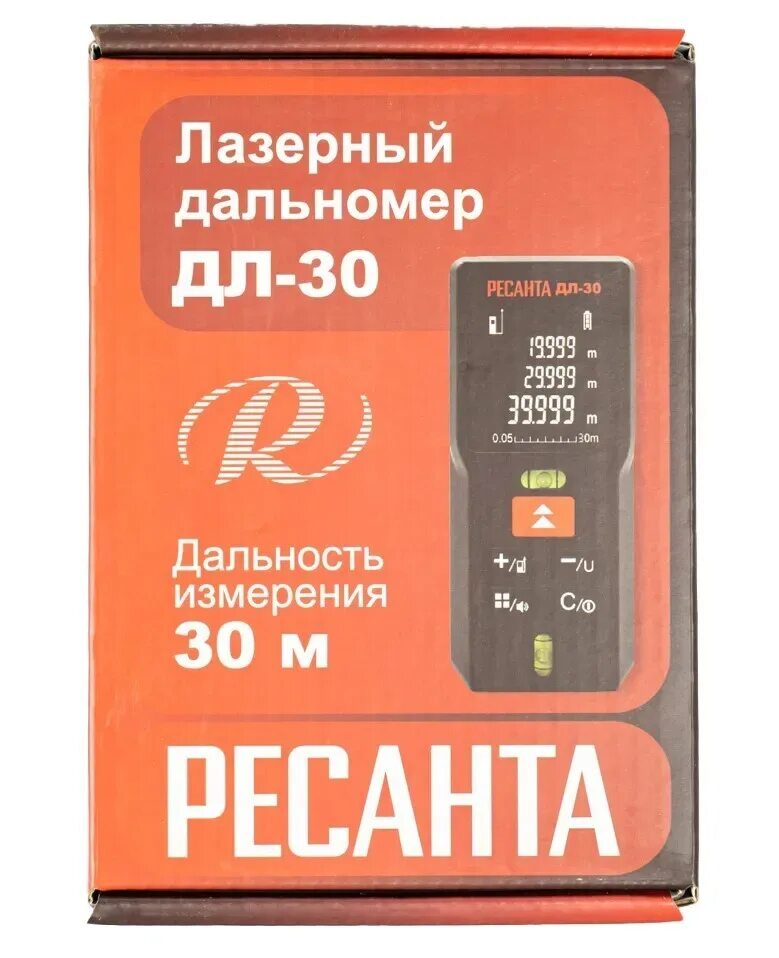 Лазерный
дальномер
ДЛ-30
РЕСАНТА ДЛ-30
19.999 m
29.999 m
39.999 m
0.05 30m
R
+/
−/U
/
C/
Дальность
измерения
30 м
РЕСАНТА